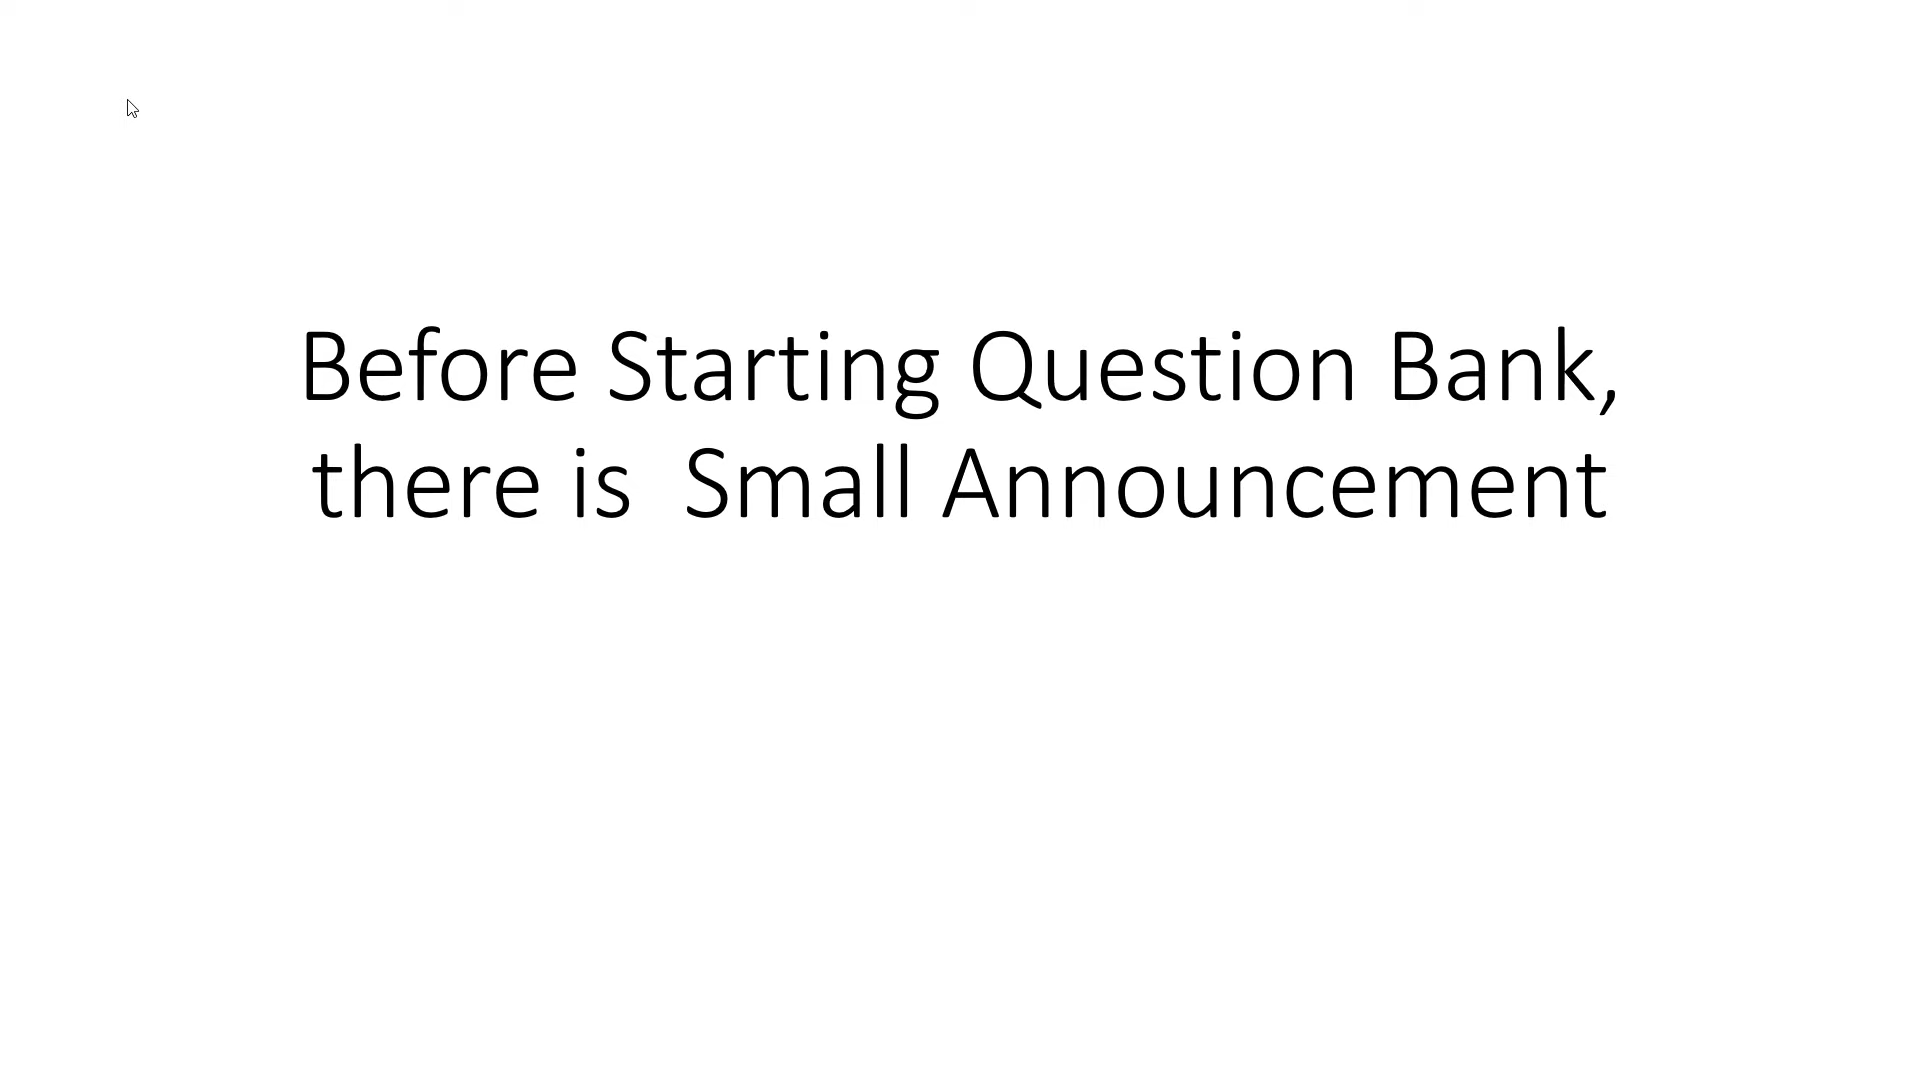 Before Starting Question Bank,
there is  Small Announcement